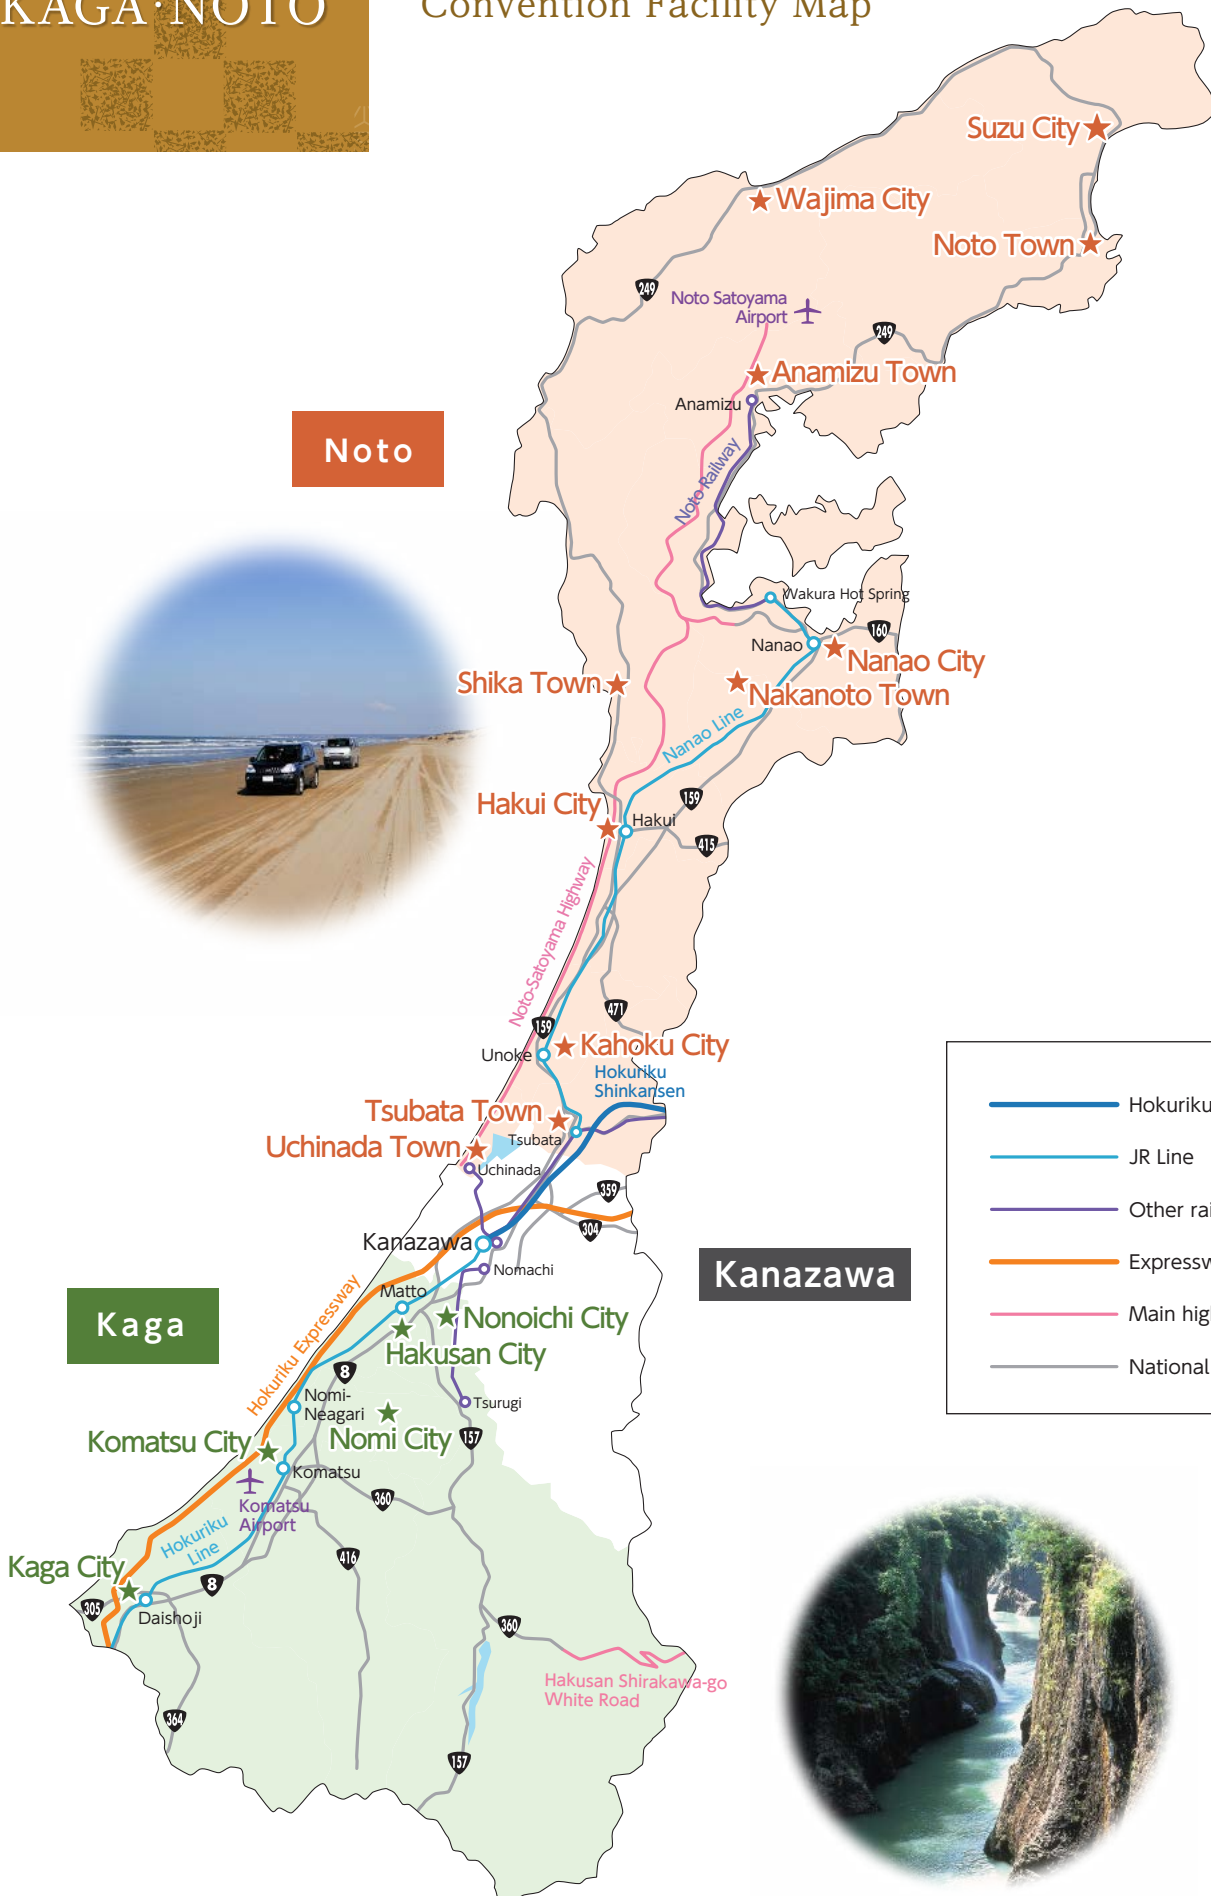 KAGA·NOTO
Convention Facility Map
Suzu City
Wajima City
Noto Town
249
Noto Satoyama
Airport
249
Anamizu Town
Anamizu
Noto
Noto Railway
Wakura Hot Spring
160
Nanao
Nanao City
Shika Town
Nakanoto Town
Nanao Line
159
Hakui City
Hakui
415
Noto-Satoyama Highway
471
159
Unoke
Kahoku City
Hokuriku
Shinkansen
Tsubata Town
Tsubata
Uchinada Town
Uchinada
359
304
Kanazawa
Nomachi
Kanazawa
Hokuriku
JR Line
Other rai
Expressw
Main hig
National
Matto
Kaga
Nonoichi City
Hakusan City
Hokuriku Expressway
8
Nomi-
Neagari
Tsurugi
Komatsu City
Nomi City
157
Komatsu
360
Komatsu
Airport
Hokuriku
Line
416
Kaga City
8
305
Daishoji
360
Hakusan Shirakawa-go
White Road
364
157